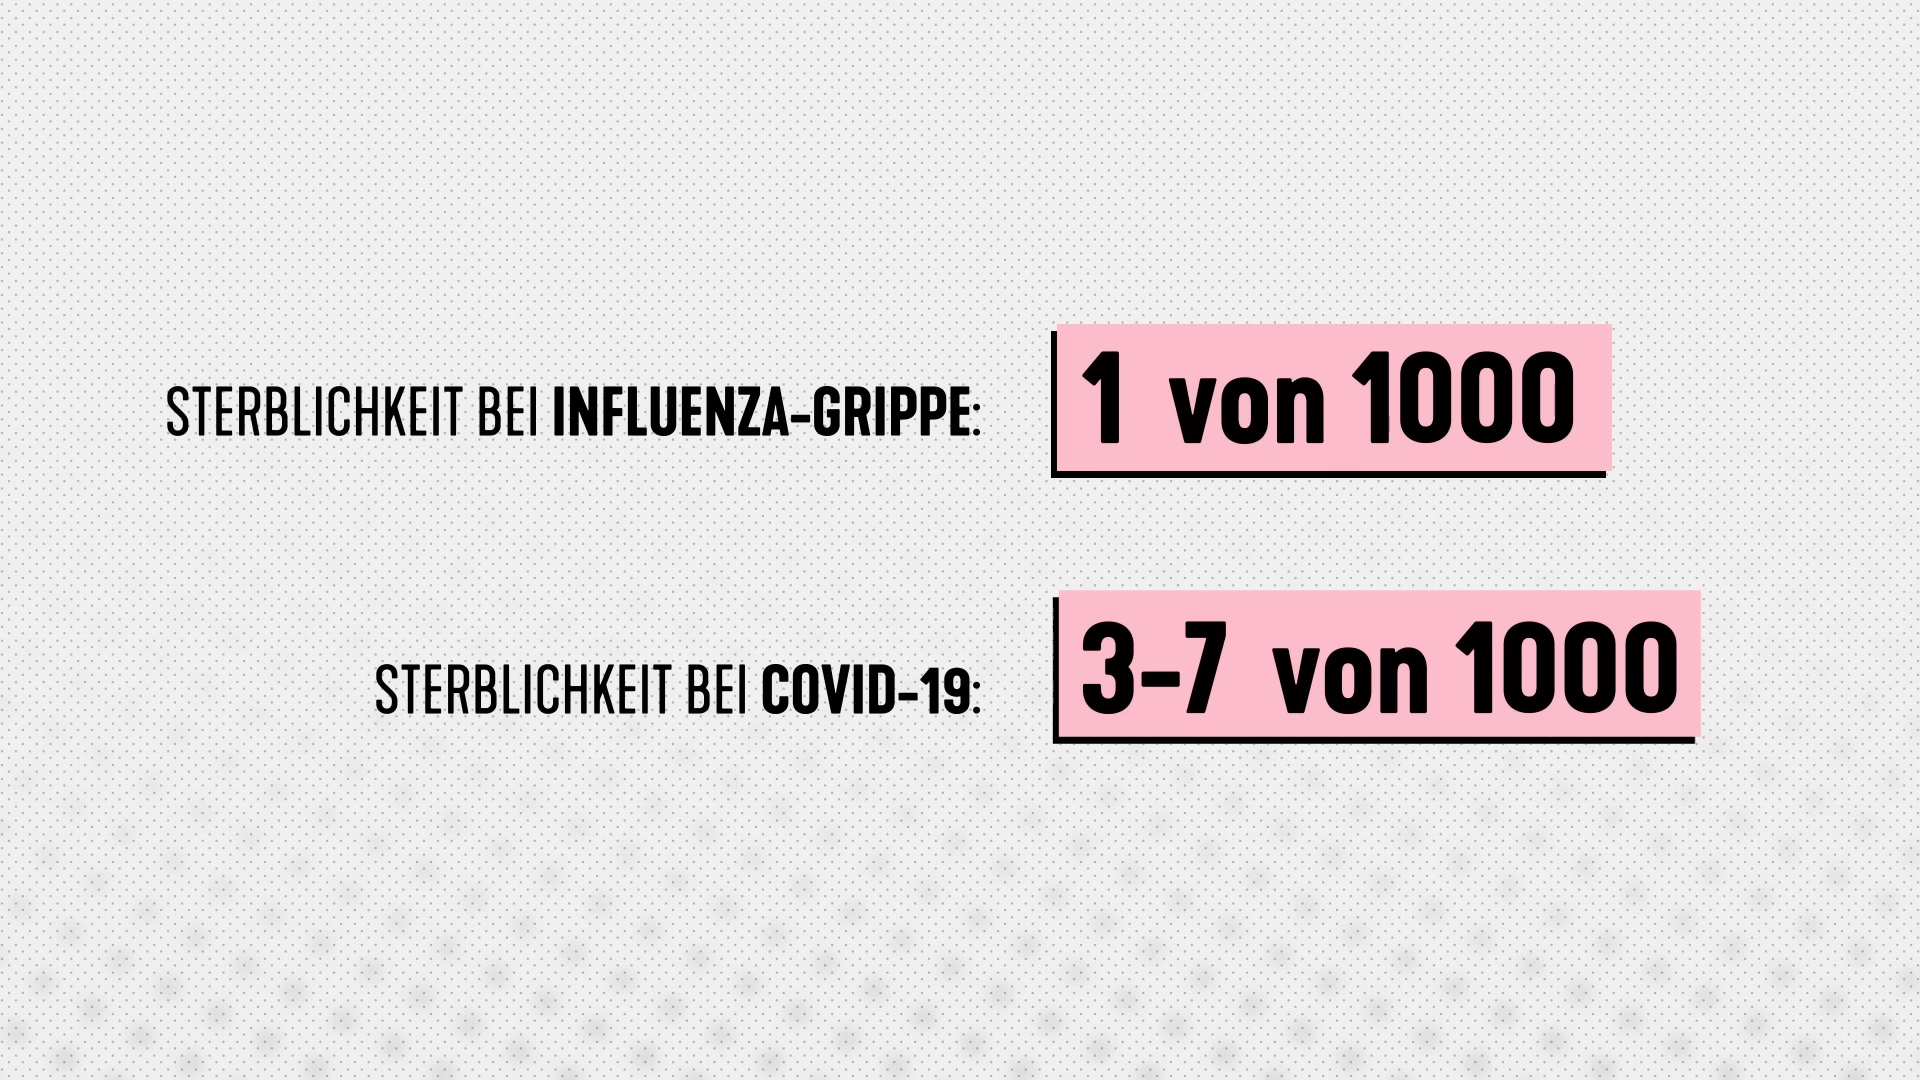 STERBLICHKEIT BEI INFLUENZA-GRIPPE: 1 von 1000
STERBLICHKEIT BEI COVID-19: 3-7 von 1000